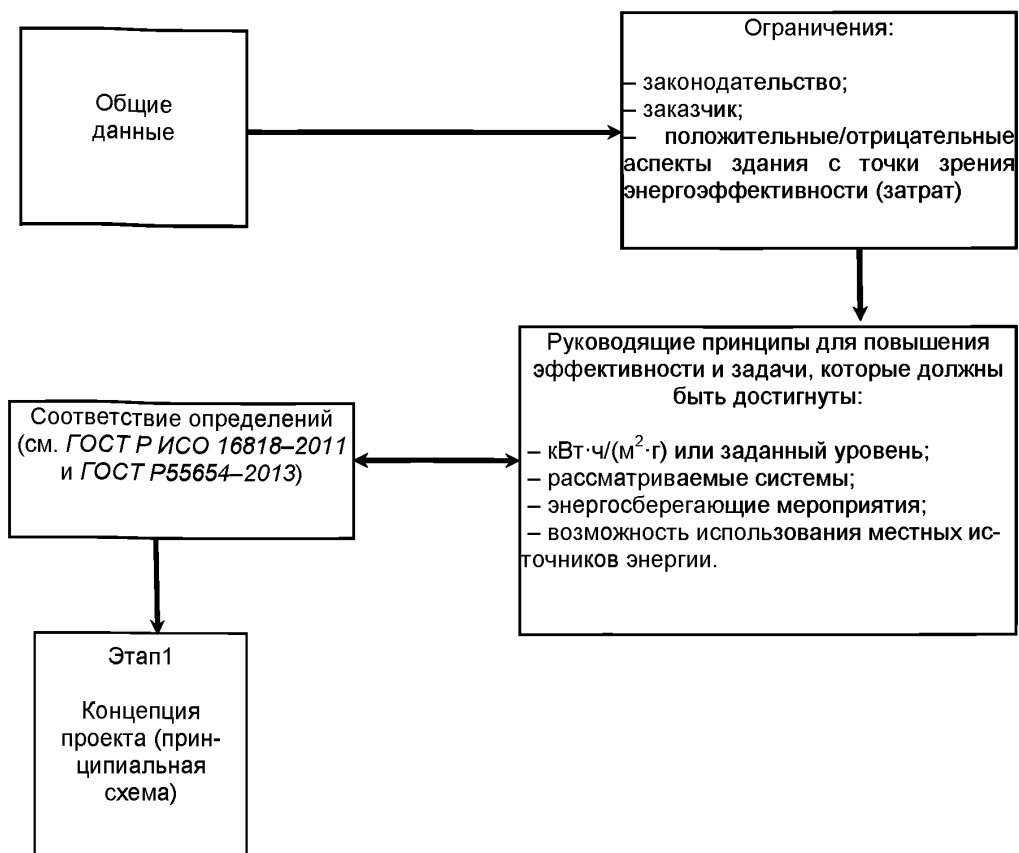 Общие
данные
Ограничения:
– законодательство;
– заказчик;
– положительные/отрицательные
аспекты здания с точки зрения
энергоэффективности (затрат)
Руководящие принципы для повышения
эффективности и задачи, которые должны
быть достигнуты:
– кВт·ч/(м²·г) или заданный уровень;
– рассматриваемые системы;
– энергосберегающие мероприятия;
– возможность использования местных ис-
точников энергии.
Соответствие определений
(см. ГОСТ Р ИСО 16818–2011
и ГОСТ Р55654–2013)
Этап1
Концепция
проекта (прин-
ципиальная
схема)